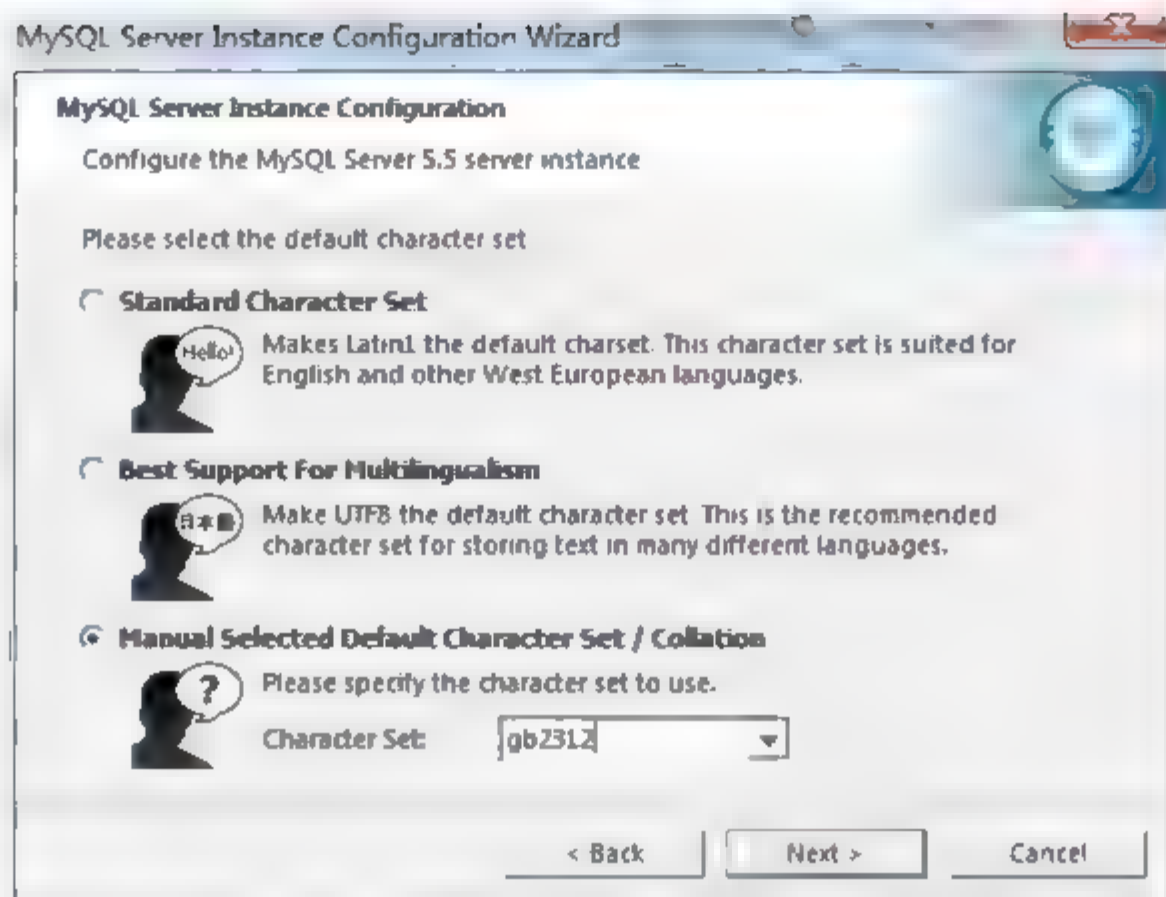 MySQL Server Instance Configuration Wizard
MySQL Server Instance Configuration
Configure the MySQL Server 5.5 server instance
Please select the default character set
Standard Character Set
Hello!
Makes Latin1 the default charset. This character set is suited for
English and other West European languages.
Best Support For Multilingualism
日本語
Make UTF8 the default character set. This is the recommended
character set for storing text in many different languages.
Manual Selected Default Character Set / Collation
?
Please specify the character set to use.
Character Set: gb2312
< Back Next > Cancel